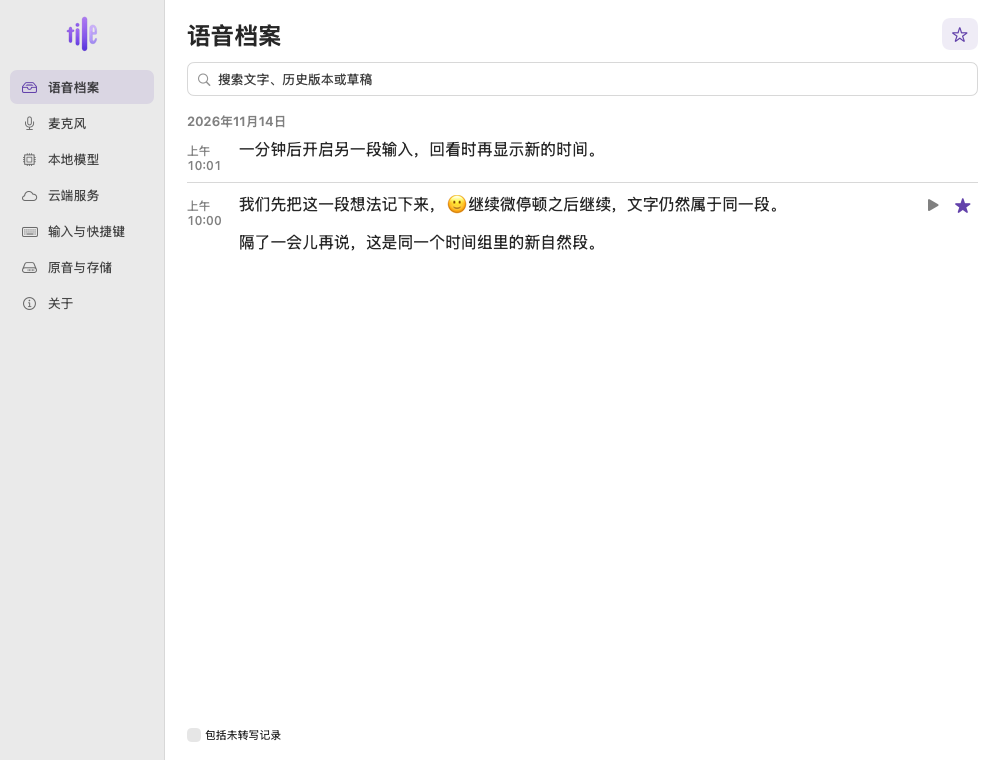 tile
语音档案
麦克风
本地模型
云端服务
输入与快捷键
原音与存储
关于
语音档案
搜索文字、历史版本或草稿
2026年11月14日
上午
10:01
一分钟后开启另一段输入，回看时再显示新的时间。
上午
10:00
我们先把这一段想法记下来，🙂继续微停顿之后继续，文字仍然属于同一段。
隔了一会儿再说，这是同一个时间组里的新自然段。
包括未转写记录